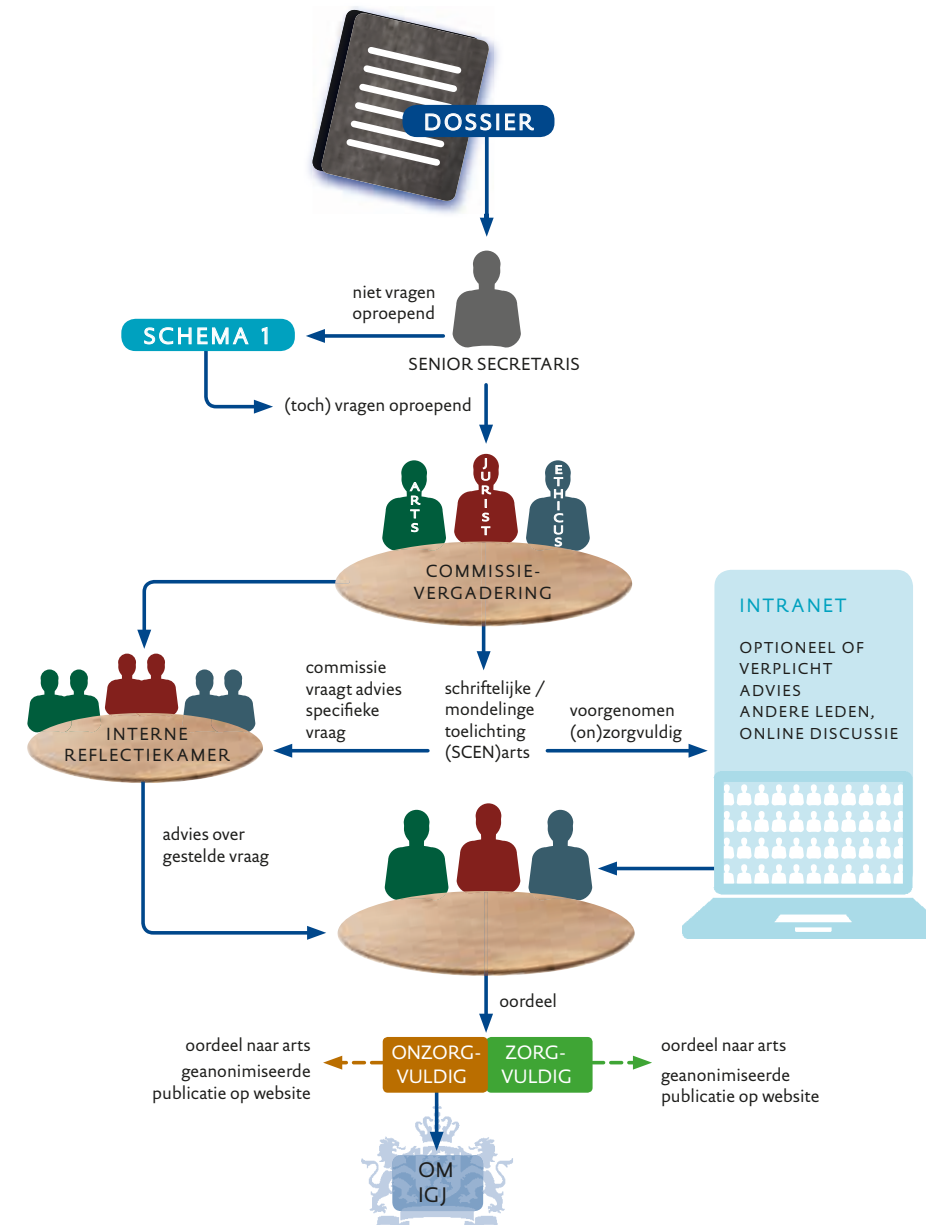 DOSSIER
niet vragen
oproepend
SCHEMA 1
SENIOR SECRETARIS
(toch) vragen oproepend
ARTS
JURIST
ETHICUS
COMMISSIE-
VERGADERING
INTRANET
OPTIONEEL OF
VERPLICHT
ADVIES
ANDERE LEDEN,
ONLINE DISCUSSIE
commissie
vraagt advies
specifieke
vraag
schriftelijke /
mondelinge
toelichting
(SCEN)arts
voorgenomen
(on)zorgvuldig
INTERNE
REFLECTIEKAMER
advies over
gestelde vraag
oordeel
oordeel naar arts
geanonimiseerde
publicatie op website
ONZORG-
VULDIG
ZORG-
VULDIG
oordeel naar arts
geanonimiseerde
publicatie op website
OM
IGJ